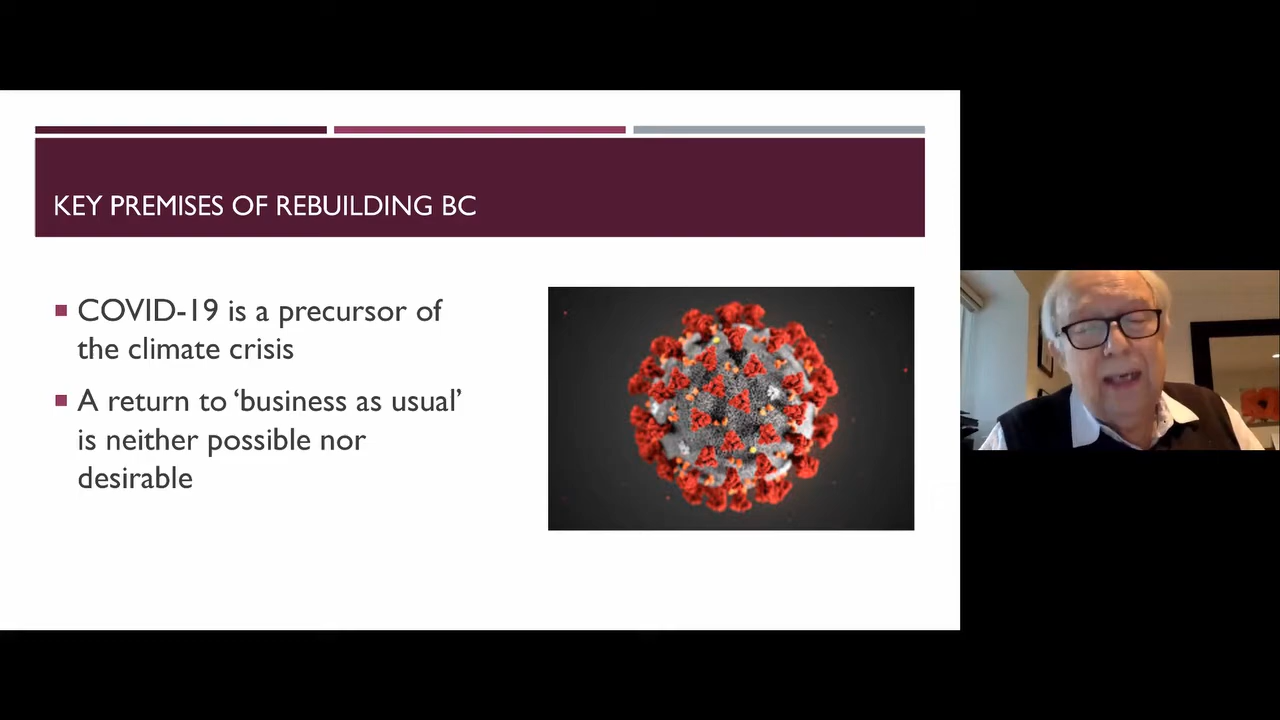 KEY PREMISES OF REBUILDING BC
COVID-19 is a precursor of
the climate crisis
A return to ‘business as usual’
is neither possible nor
desirable